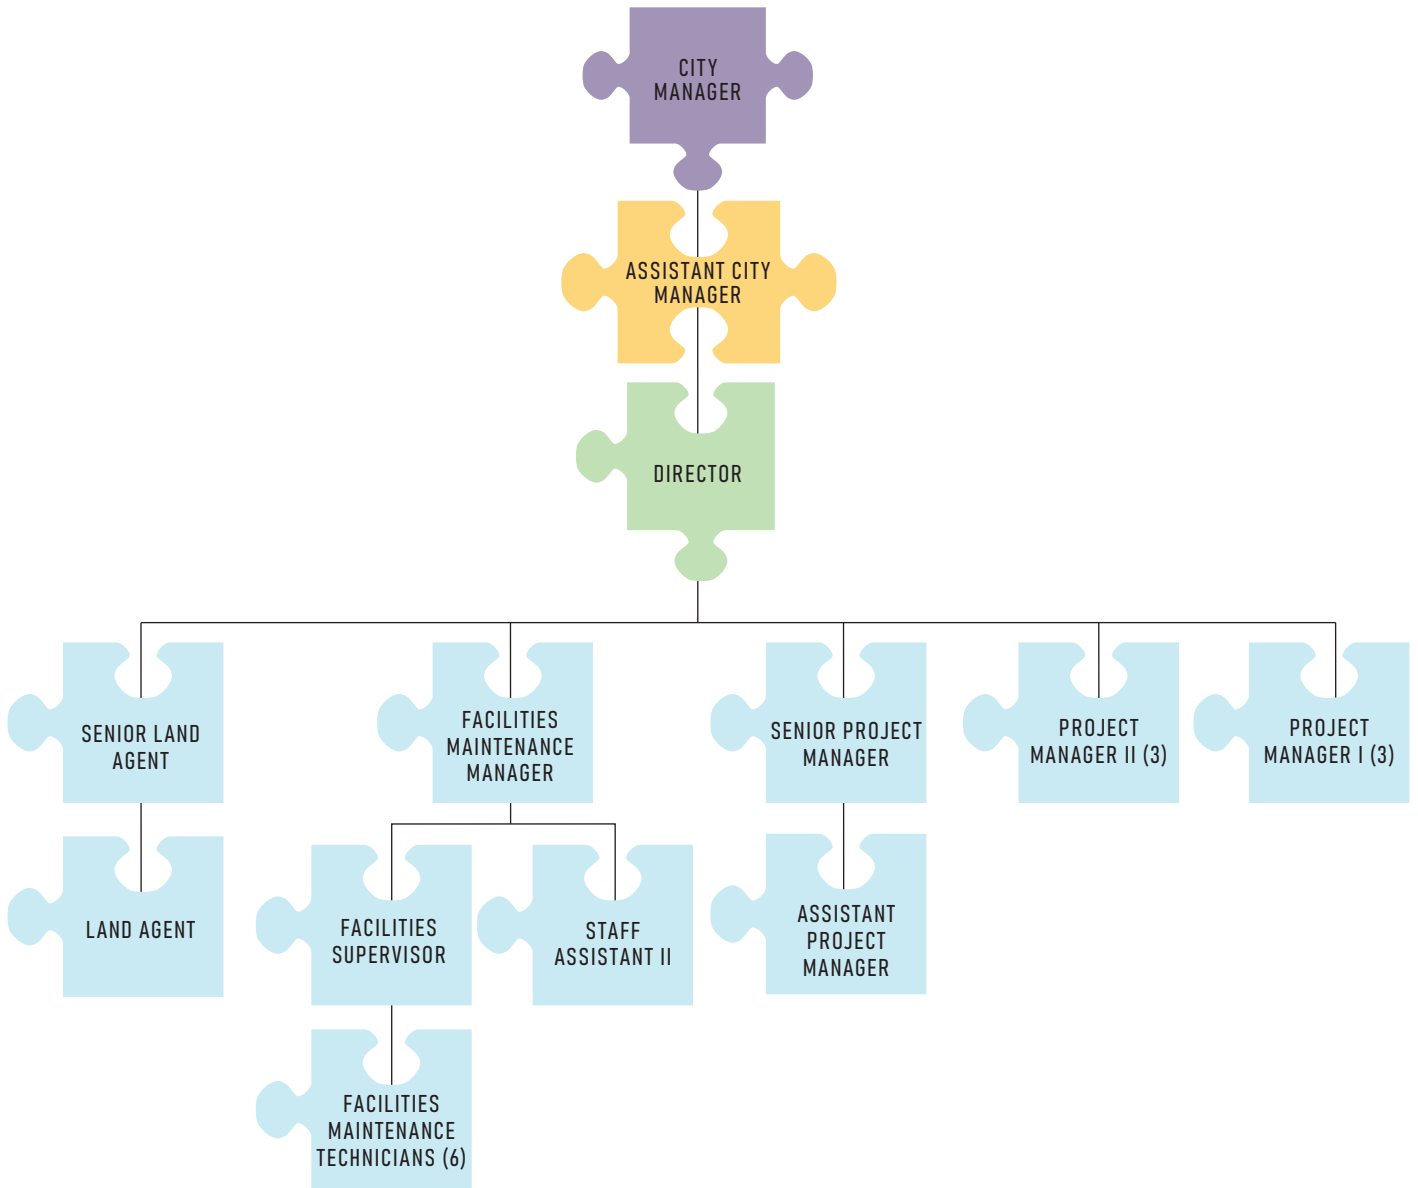 CITY
MANAGER
ASSISTANT CITY
MANAGER
DIRECTOR
SENIOR LAND
AGENT
FACILITIES
MAINTENANCE
MANAGER
SENIOR PROJECT
MANAGER
PROJECT
MANAGER II (3)
PROJECT
MANAGER I (3)
LAND AGENT
FACILITIES
SUPERVISOR
STAFF
ASSISTANT II
ASSISTANT
PROJECT
MANAGER
FACILITIES
MAINTENANCE
TECHNICIANS (6)